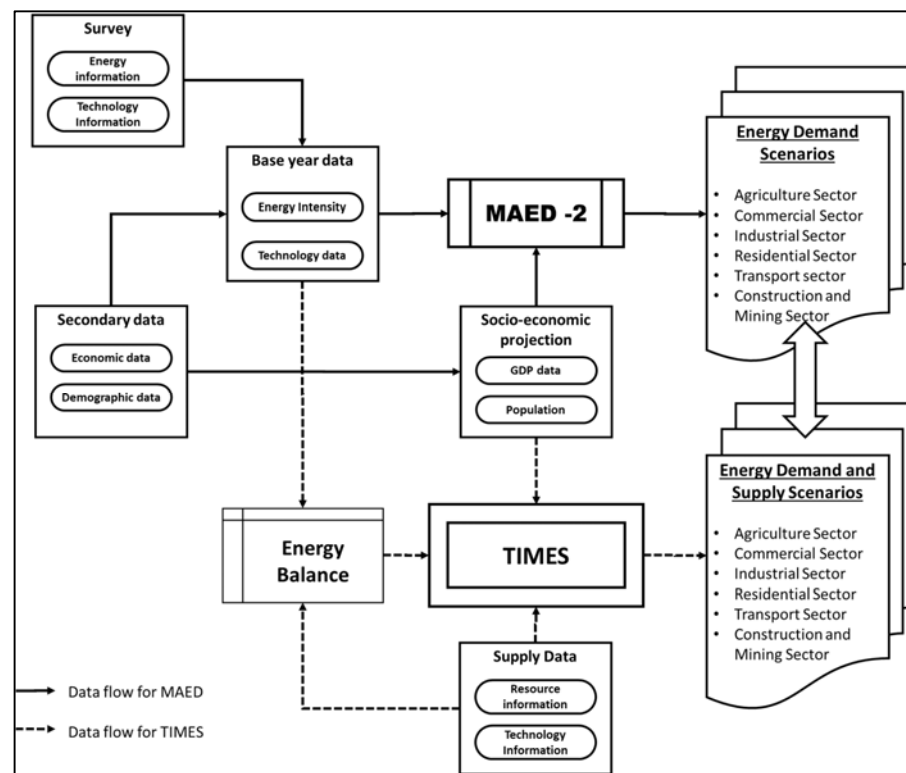 Survey
Energy
information
Technology
Information
Base year data
Energy Intensity
Technology data
MAED -2
Energy Demand
Scenarios
• Agriculture Sector
• Commercial Sector
• Industrial Sector
• Residential Sector
• Transport sector
• Construction and
Mining Sector
Secondary data
Economic data
Demographic data
Socio-economic
projection
GDP data
Population
Energy
Balance
TIMES
Energy Demand and
Supply Scenarios
• Agriculture Sector
• Commercial Sector
• Industrial Sector
• Residential Sector
• Transport Sector
• Construction and
Mining Sector
Supply Data
Resource
information
Technology
Information
Data flow for MAED
Data flow for TIMES